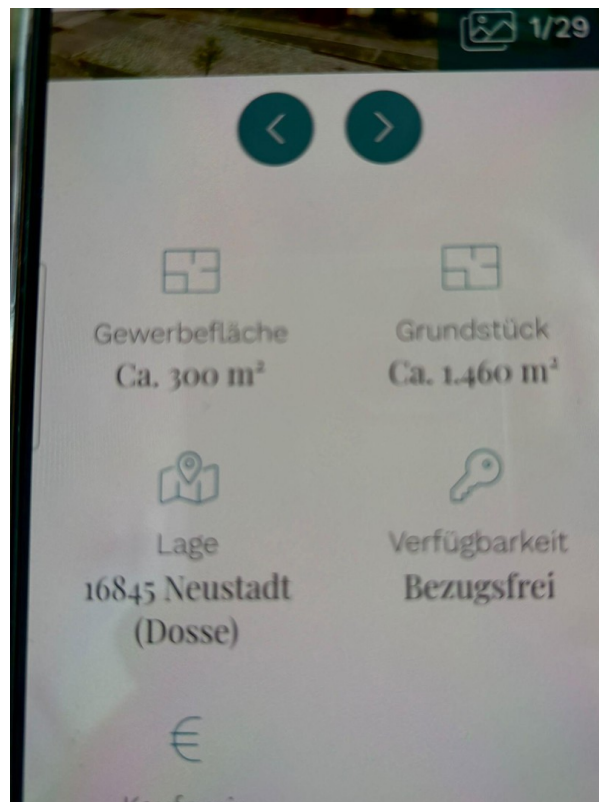 1/29
Gewerbefläche
Grundstück
Ca. 300 m²
Ca. 1.460 m²
Lage
Verfügbarkeit
16845 Neustadt
(Dosse)
Bezugsfrei
€